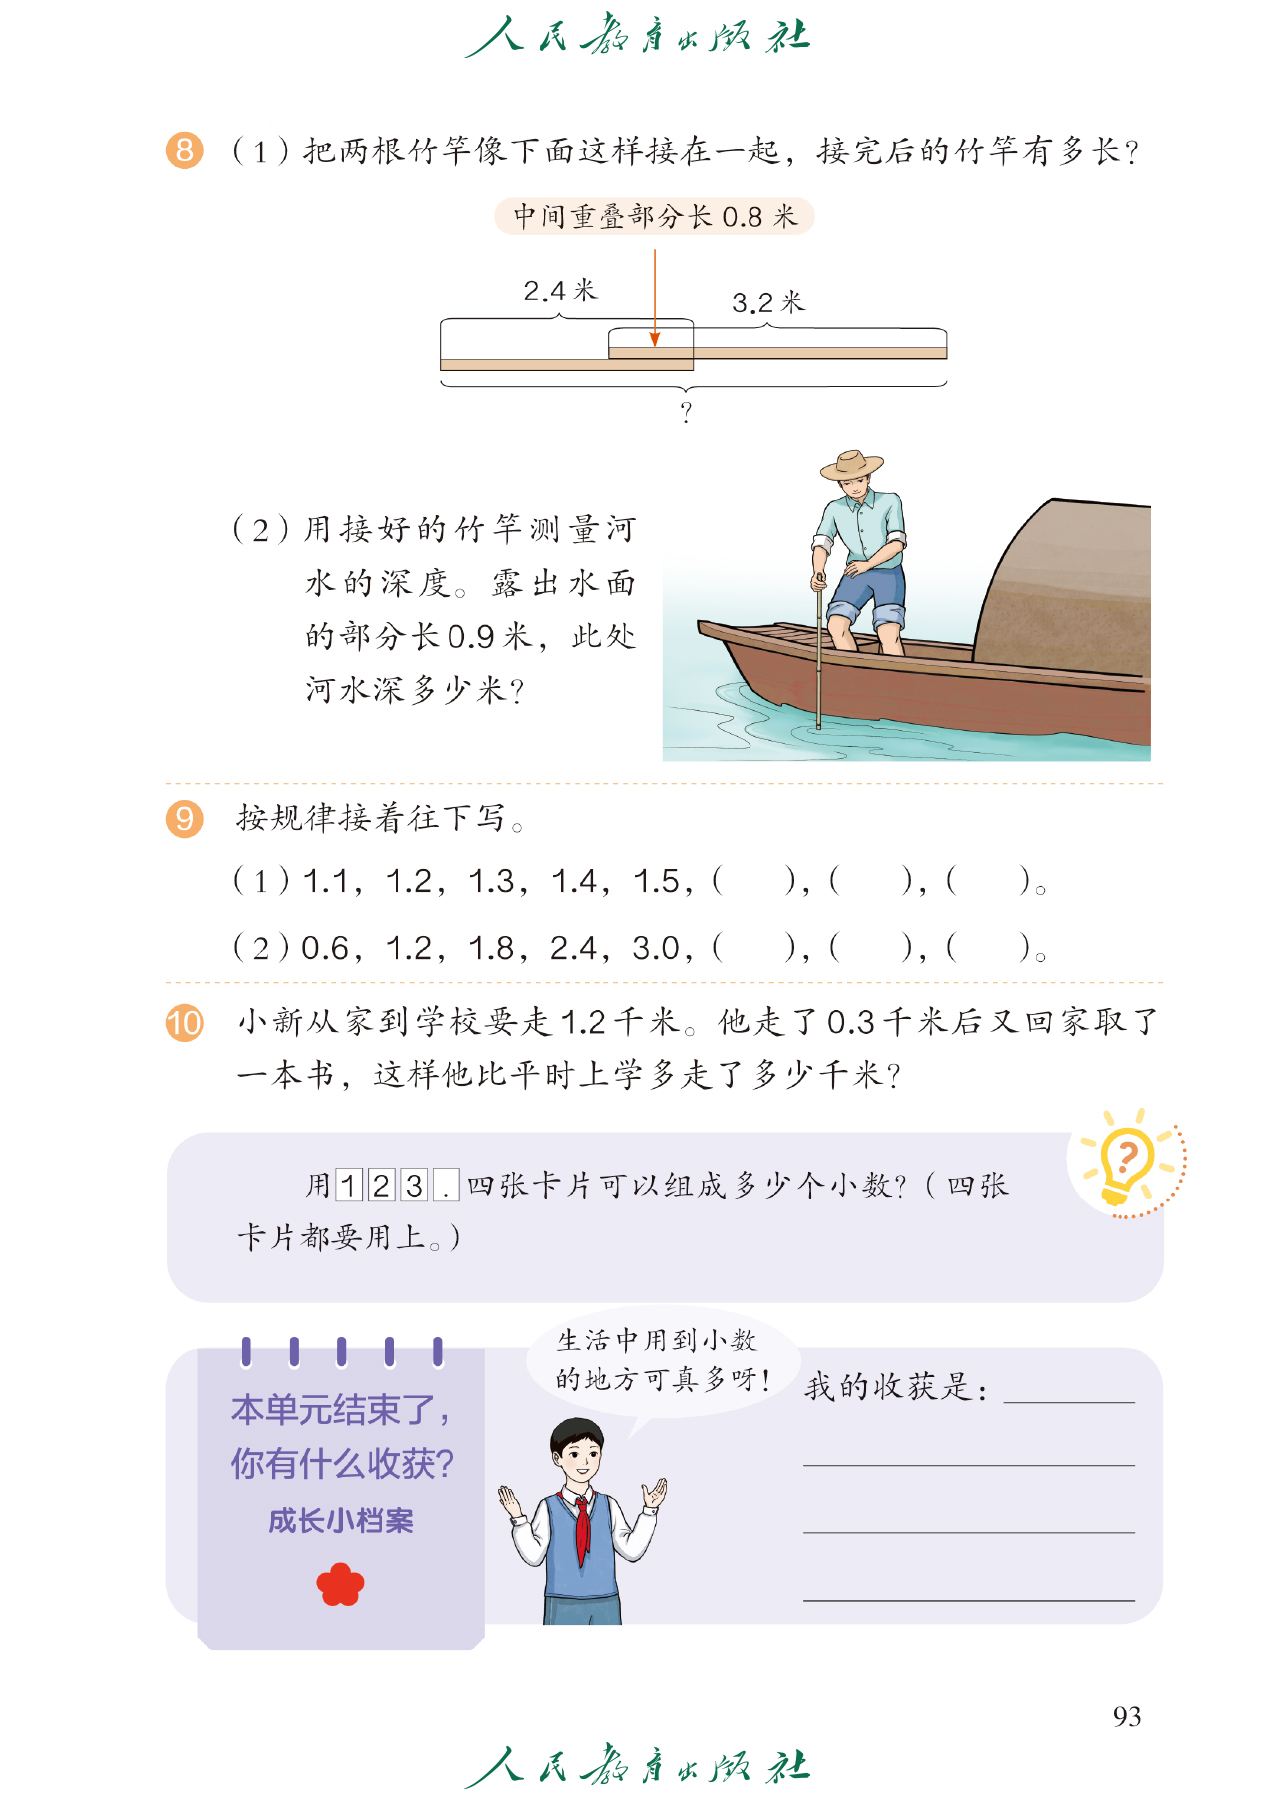 人民教育出版社
8 （1）把两根竹竿像下面这样接在一起，接完后的竹竿有多长？
中间重叠部分长 0.8 米
2.4 米
3.2 米
？
（2）用接好的竹竿测量河
水的深度。露出水面
的部分长 0.9 米，此处
河水深多少米？
9 按规律接着往下写。
（1）1.1，1.2，1.3，1.4，1.5，（ ），（ ），（ ）。
（2）0.6，1.2，1.8，2.4，3.0，（ ），（ ），（ ）。
10 小新从家到学校要走 1.2 千米。他走了 0.3 千米后又回家取了
一本书，这样他比平时上学多走了多少千米？
?
用 1 2 3 . 四张卡片可以组成多少个小数？（四张
卡片都要用上。）
本单元结束了，
你有什么收获？
成长小档案
生活中用到小数
的地方可真多呀！
我的收获是：
93
人民教育出版社